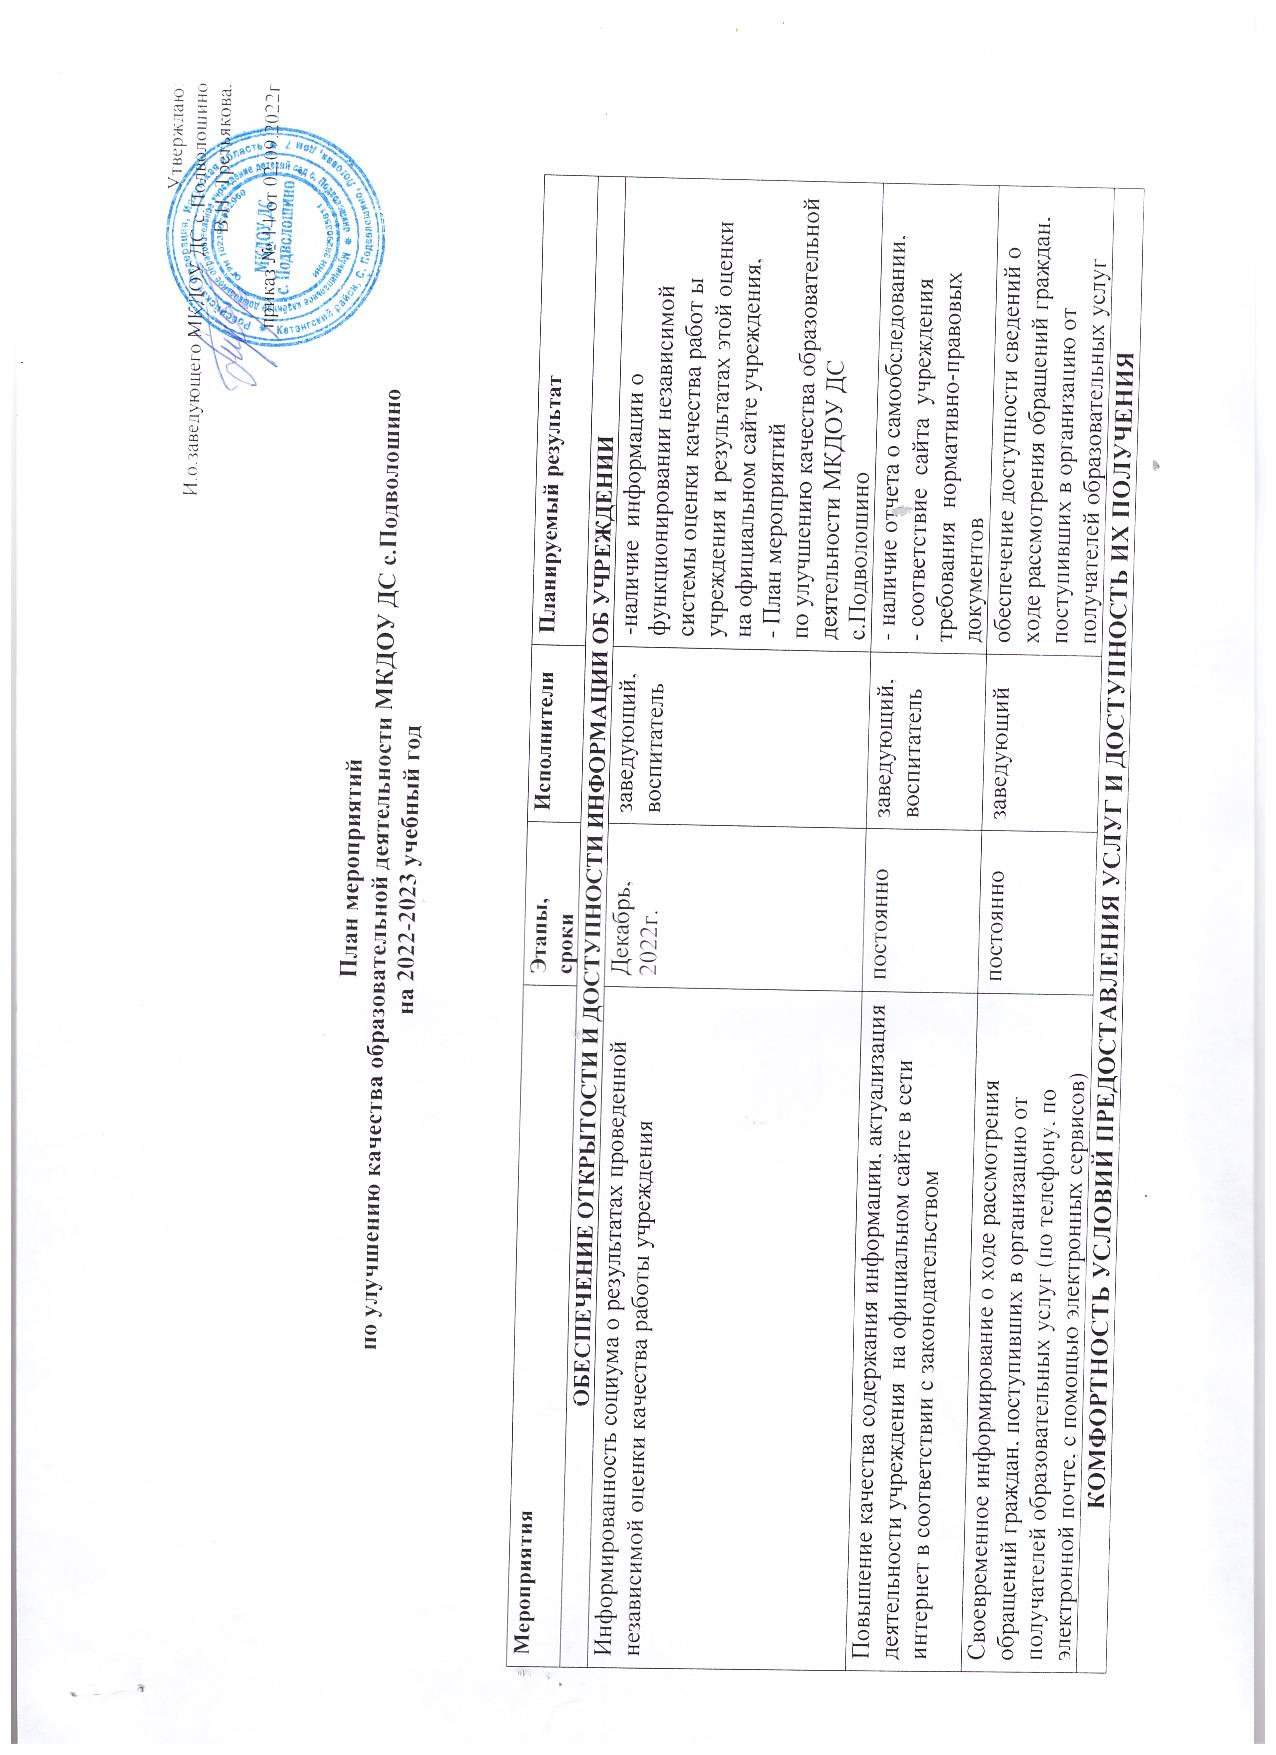 Утверждаю.
И.о.заведующего МКДОУ ДС с.Подволошино
В.Н. Третьякова.
от 01.09.2022г
МКДОУ ДС
с. Подволошино
План мероприятий
по улучшению качества образовательной деятельности МКДОУ ДС с.Подволошино
на 2022-2023 учебный год
Мероприятия
Этапы,
сроки
Исполнители
Планируемый результат
ОБЕСПЕЧЕНИЕ ОТКРЫТОСТИ И ДОСТУПНОСТИ ИНФОРМАЦИИ ОБ УЧРЕЖДЕНИИ
Информированность социума о результатах проведенной
независимой оценки качества работы учреждения
Декабрь,
2022г.
заведующий,
воспитатель
-наличие информации о
функционировании независимой
системы оценки качества работ ы
учреждения и результатах этой оценки
на официальном сайте учреждения,
- План мероприятий
по улучшению качества образовательной
деятельности МКДОУ ДС
с.Подволошино
Повышение качества содержания информации, актуализация
деятельности учреждения на официальном сайте в сети
интернет в соответствии с законодательством
постоянно
заведующий,
воспитатель
- наличие отчета о самообследовании,
- соответствие сайта учреждения
требования нормативно-правовых
документов
Своевременное информирование о ходе рассмотрения
обращений граждан, поступивших в организацию от
получателей образовательных услуг (по телефону, по
электронной почте, с помощью электронных сервисов)
постоянно
заведующий
обеспечение доступности сведений о
ходе рассмотрения обращений граждан,
поступивших в организацию от
получателей образовательных услуг
КОМФОРТНОСТЬ УСЛОВИЙ ПРЕДОСТАВЛЕНИЯ УСЛУГ И ДОСТУПНОСТЬ ИХ ПОЛУЧЕНИЯ